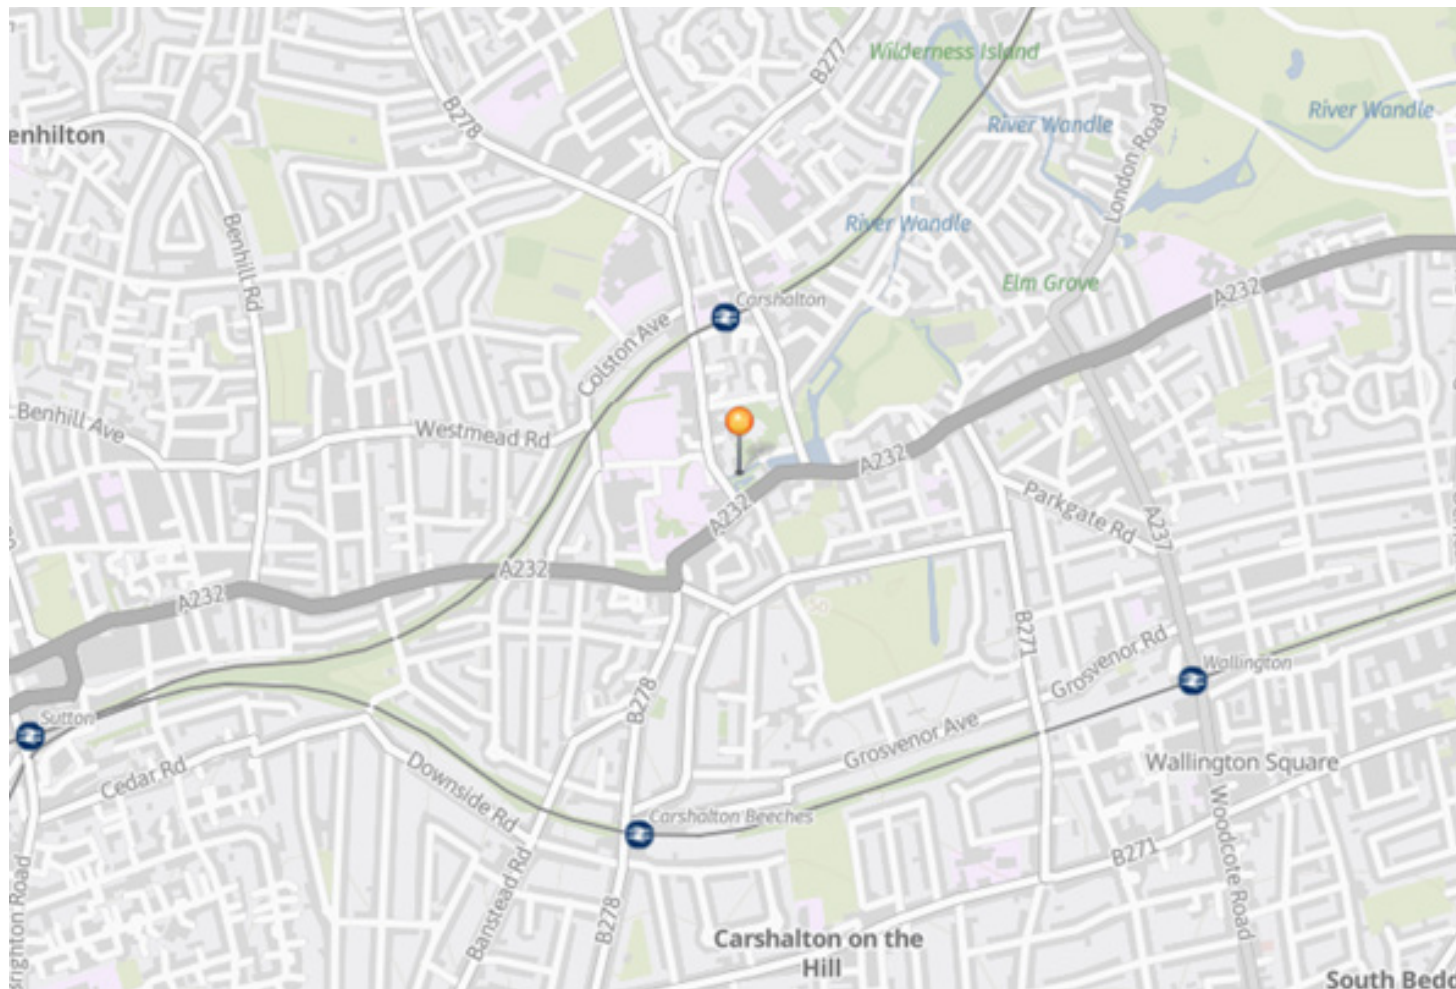 Wilderness Island
B277
River Wandle
River Wandle
B278
London Road
enhilton
River Wandle
Benhill Rd
Elm Grove
A232
Carshalton
Colston Ave
Benhill Ave
Westmead Rd
A232
A232
Parkgate Rd
A237
A232
A232
So
B271
Grosvenor Rd
Wallington
B278
Sutton
Grosvenor Ave
Wallington Square
Cedar Rd
Downside Rd
Carshalton Beeches
Woodcote Road
B271
Banstead Rd
B278
righton Road
Carshalton on the
Hill
South Bedd